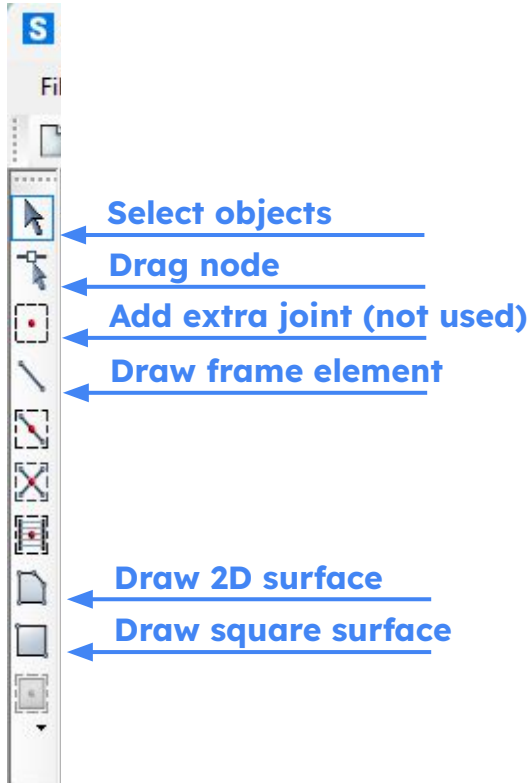 S
Fil
Select objects
Drag node
Add extra joint (not used)
Draw frame element
Draw 2D surface
Draw square surface